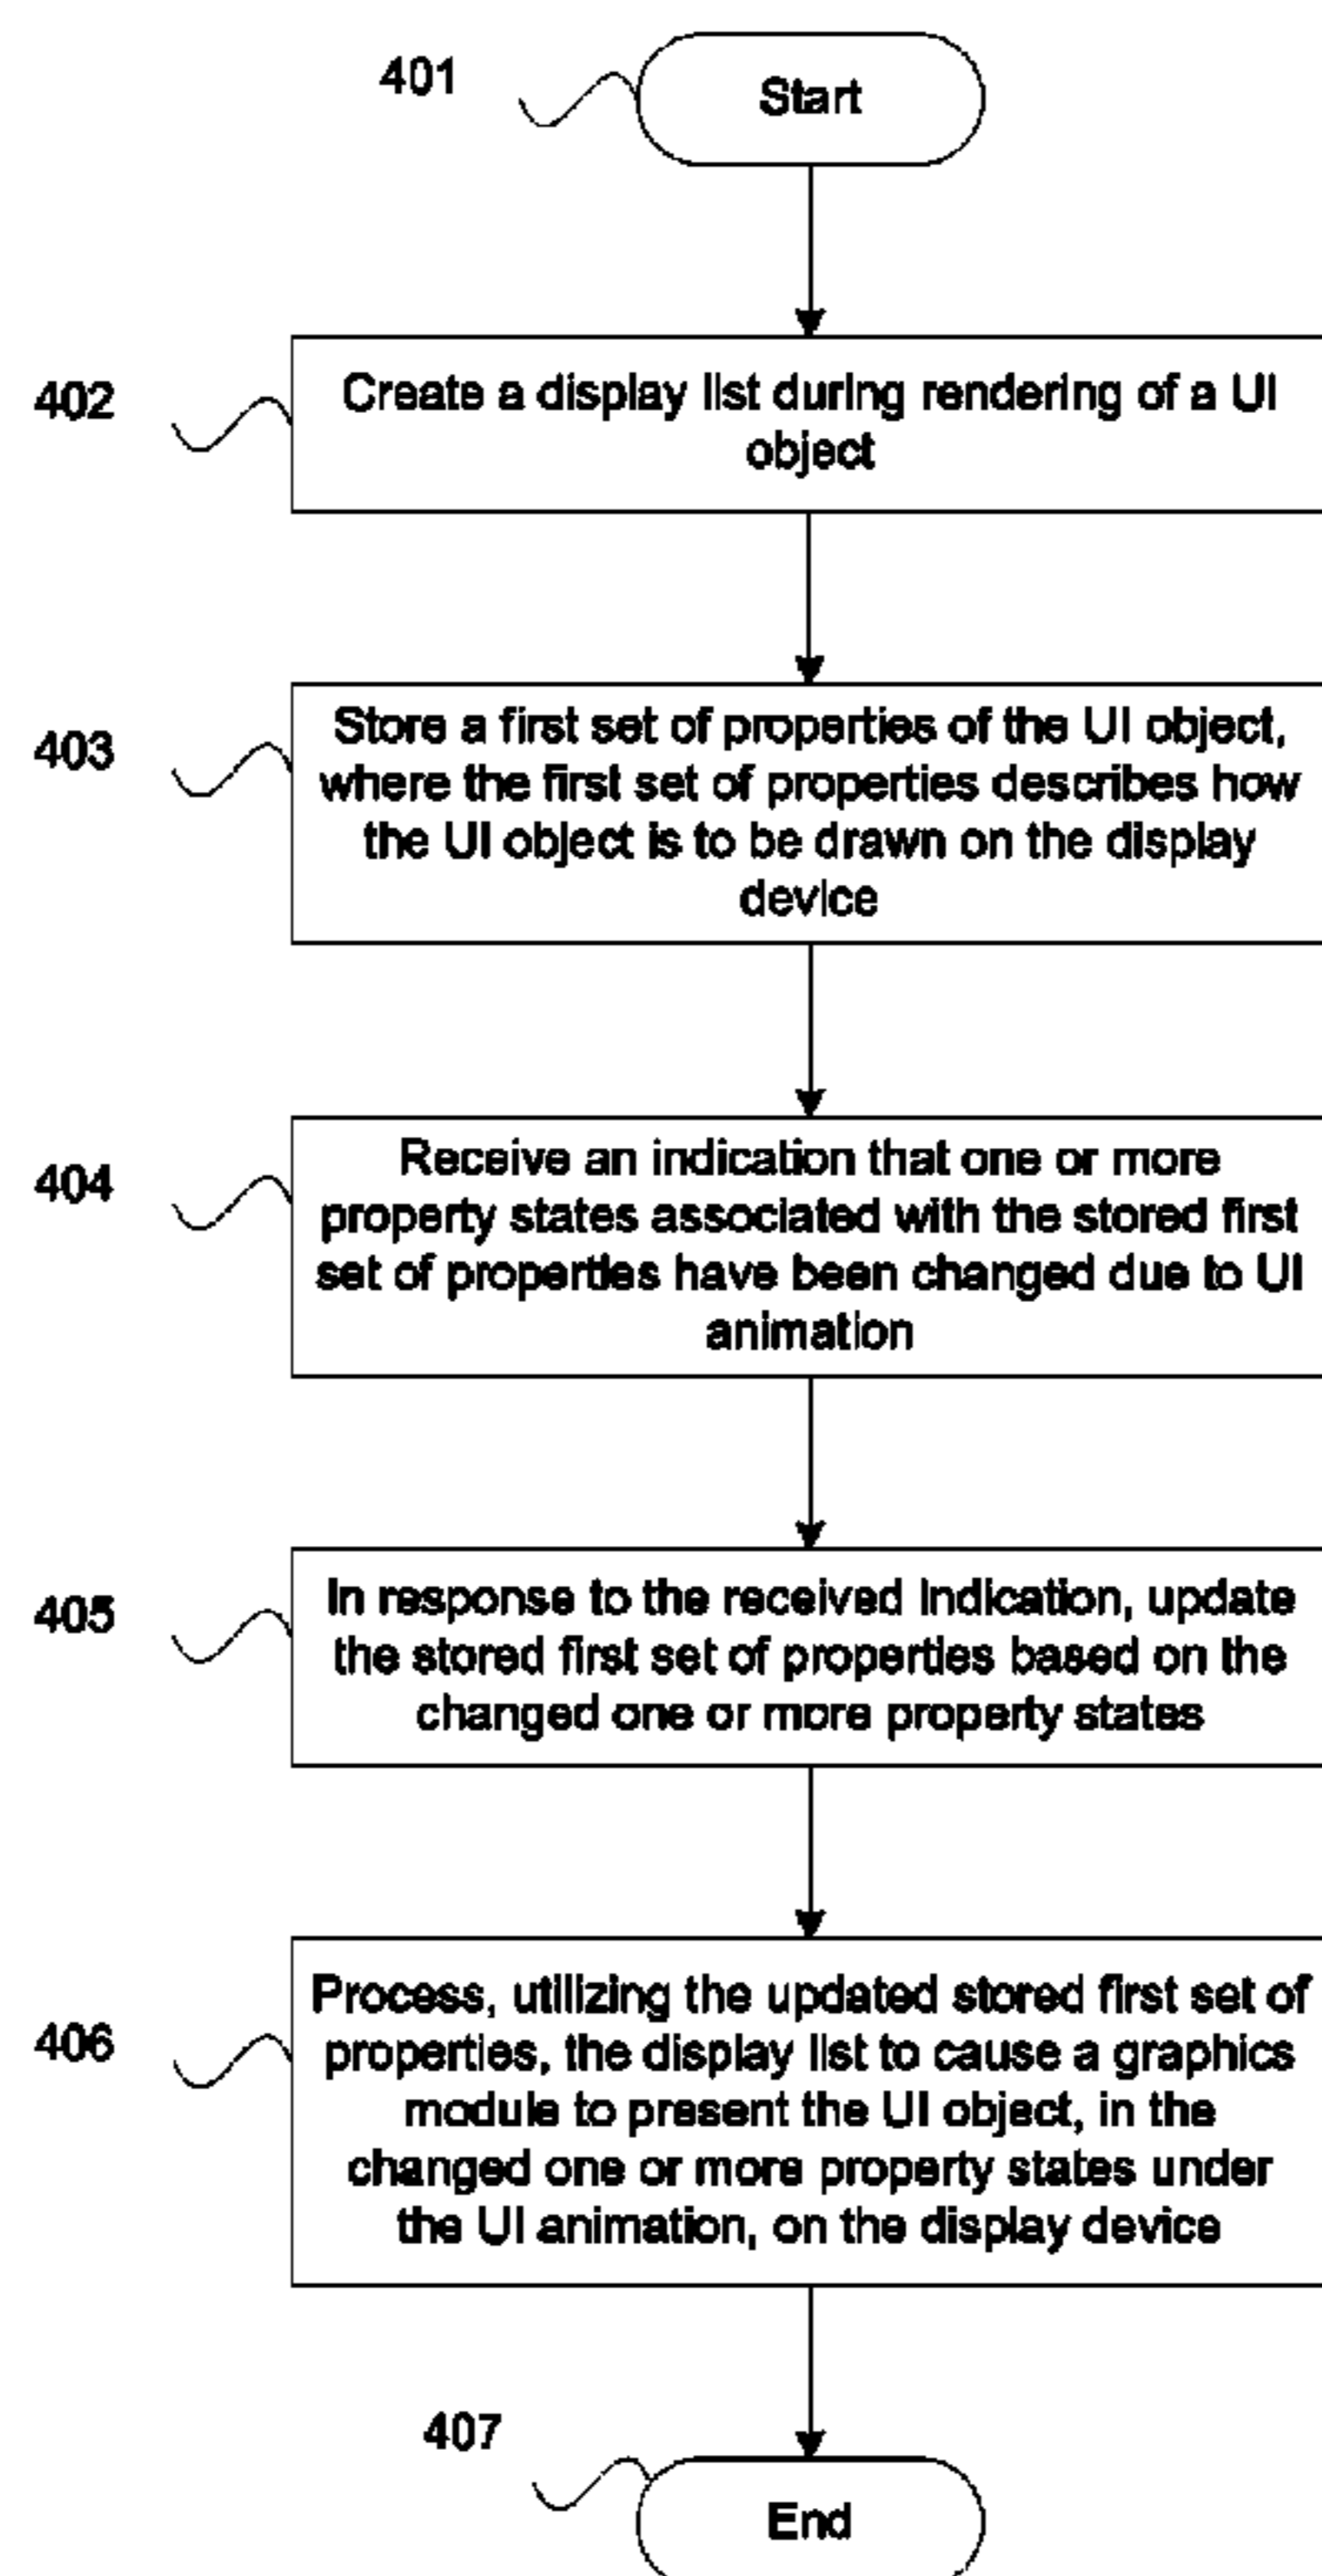 401
Start
402
Create a display list during rendering of a UI
object
403
Store a first set of properties of the UI object,
where the first set of properties describes how
the UI object is to be drawn on the display
device
404
Receive an indication that one or more
property states associated with the stored first
set of properties have been changed due to UI
animation
405
In response to the received indication, update
the stored first set of properties based on the
changed one or more property states
406
Process, utilizing the updated stored first set of
properties, the display list to cause a graphics
module to present the UI object, in the
changed one or more property states under
the UI animation, on the display device
407
End